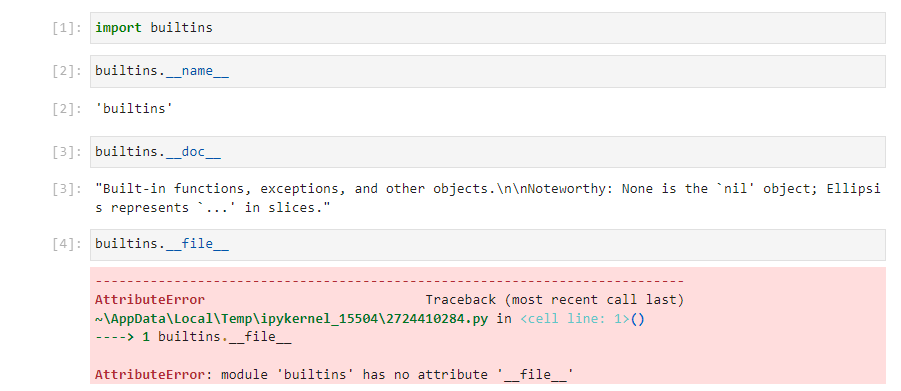 [1]: import builtins
[2]: builtins.__name__
[2]: 'builtins'
[3]: builtins.__doc__
[3]: "Built-in functions, exceptions, and other objects.\n\nNoteworthy: None is the `nil' object; Ellipsi
s represents `...' in slices."
[4]: builtins.__file__
---------------------------------------------------------------------------
AttributeError                            Traceback (most recent call last)
~\AppData\Local\Temp\ipykernel_15504\2724410284.py in <cell line: 1>()
----> 1 builtins.__file__
AttributeError: module 'builtins' has no attribute '__file__'